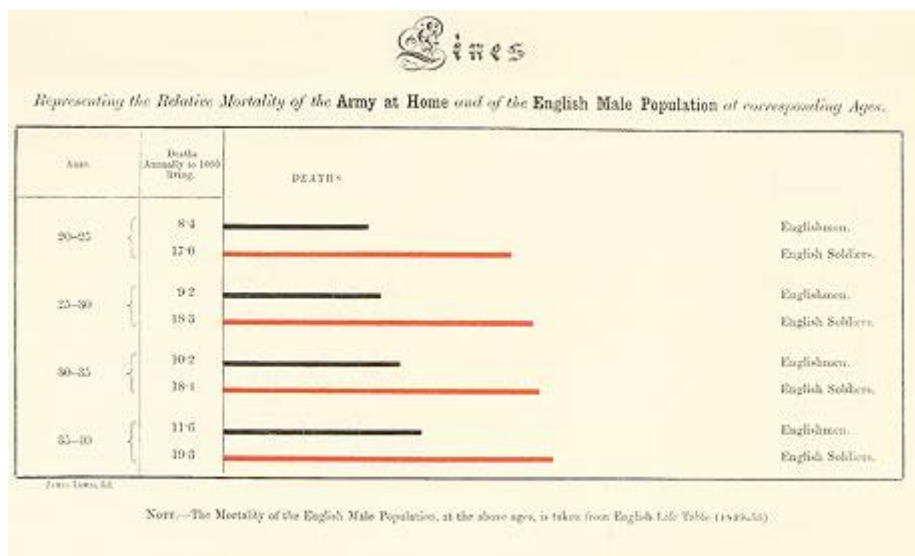 Lines
Representing the Relative Mortality of the Army at Home and of the English Male Population at corresponding Ages.
Ages.
Deaths
Annually to 1000
living.
DEATHS
20–25
8·4
Englishmen.
17·0
English Soldiers.
25–30
9·2
Englishmen.
18·3
English Soldiers.
30–35
10·2
Englishmen.
18·4
English Soldiers.
35–40
11·6
Englishmen.
19·3
English Soldiers.
NOTE.—The Mortality of the English Male Population, at the above ages, is taken from English Life Table